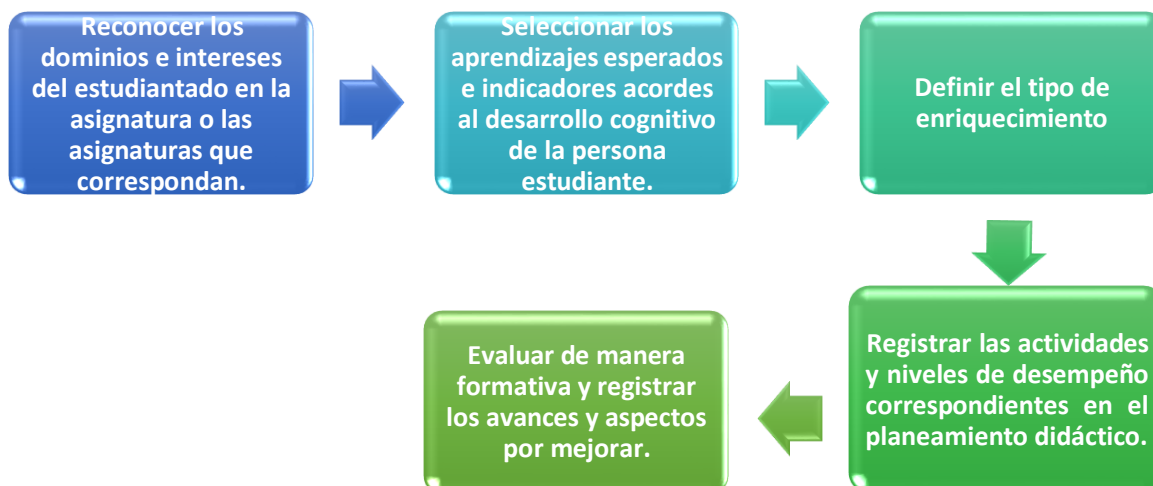 Reconocer los
dominios e intereses
del estudiantado en la
asignatura o las
asignaturas que
correspondan.
Seleccionar los
aprendizajes esperados
e indicadores acordes
al desarrollo cognitivo
de la persona
estudiante.
Definir el tipo de
enriquecimiento
Registrar las actividades
y niveles de desempeño
correspondientes en el
planeamiento didáctico.
Evaluar de manera
formativa y registrar
los avances y aspectos
por mejorar.